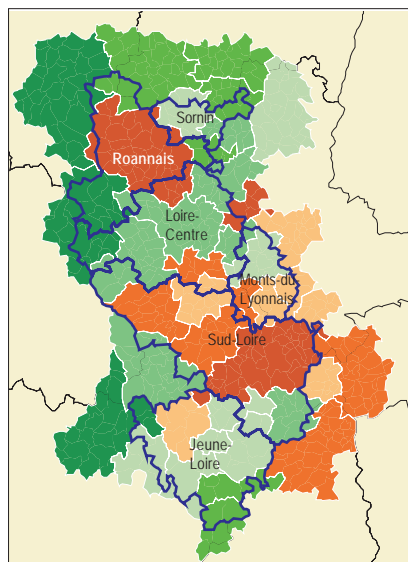 Sornin
Roannais
Loire-
Centre
Monts-du
Lyonnais
Sud-Loire
Jeune-
Loire